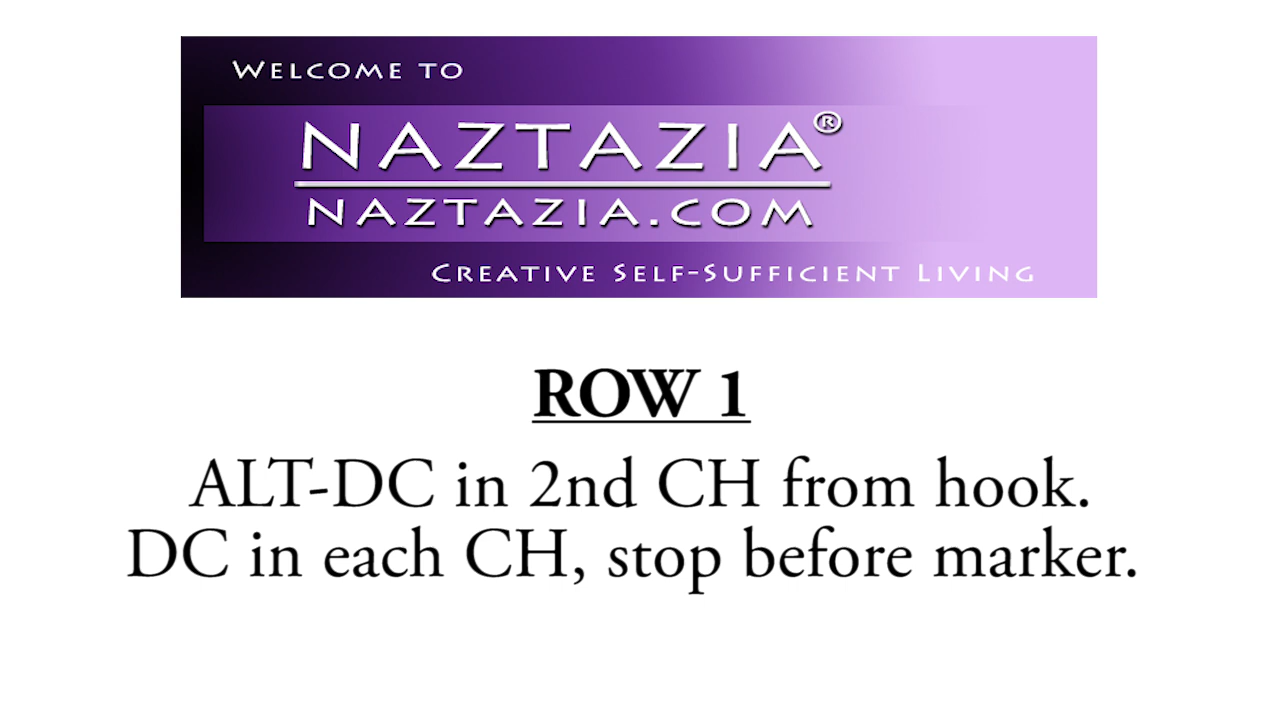 WELCOME TO
NAZTAZIA®
NAZTAZIA.COM
CREATIVE SELF-SUFFICIENT LIVING
ROW 1
ALT-DC in 2nd CH from hook.
DC in each CH, stop before marker.